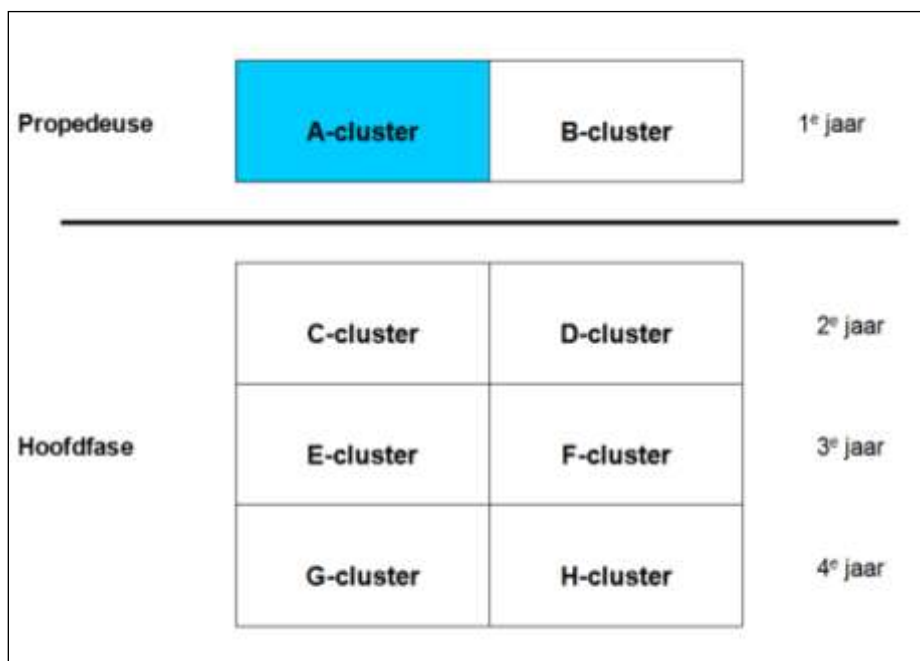 Propedeuse A-cluster B-cluster 1e jaar
C-cluster D-cluster 2e jaar
Hoofdfase E-cluster F-cluster 3e jaar
G-cluster H-cluster 4e jaar